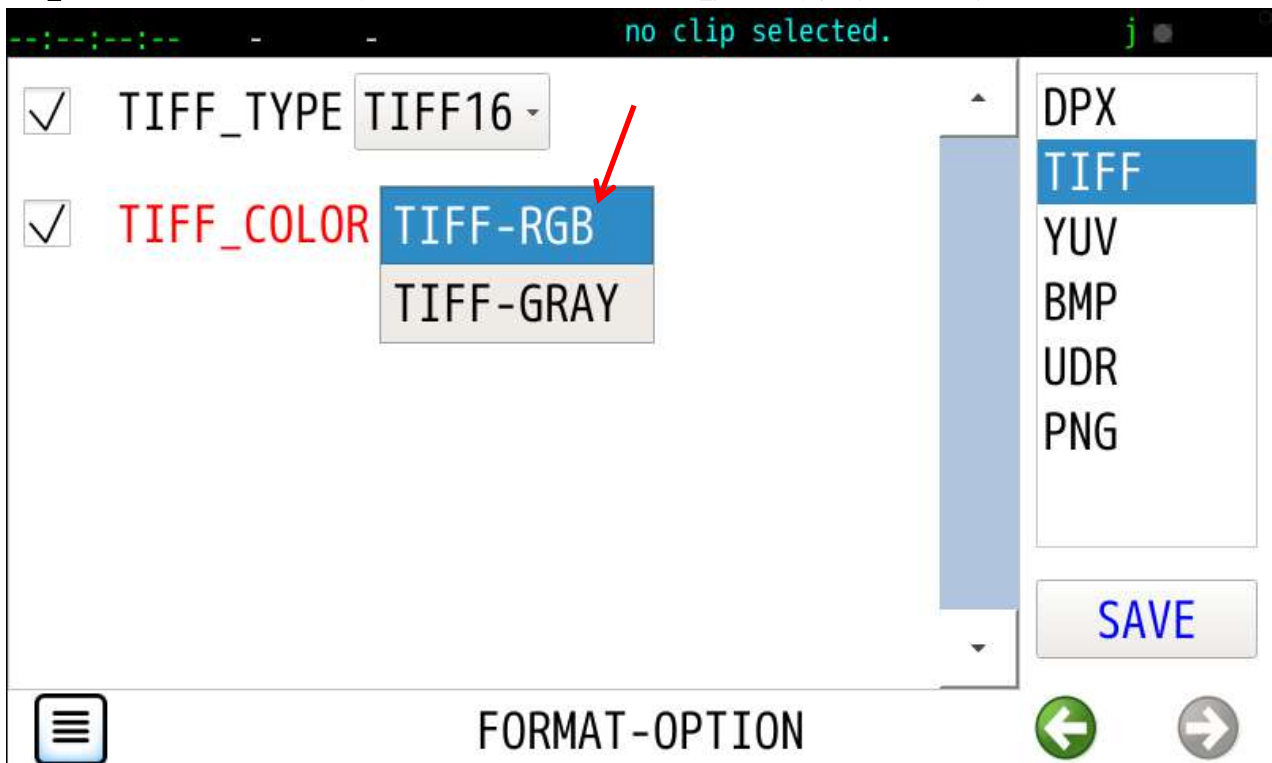 --:--:--:-- - - no clip selected. j
TIFF_TYPE TIFF16
TIFF_COLOR TIFF-RGB
TIFF-GRAY
DPX
TIFF
YUV
BMP
UDR
PNG
SAVE
FORMAT-OPTION